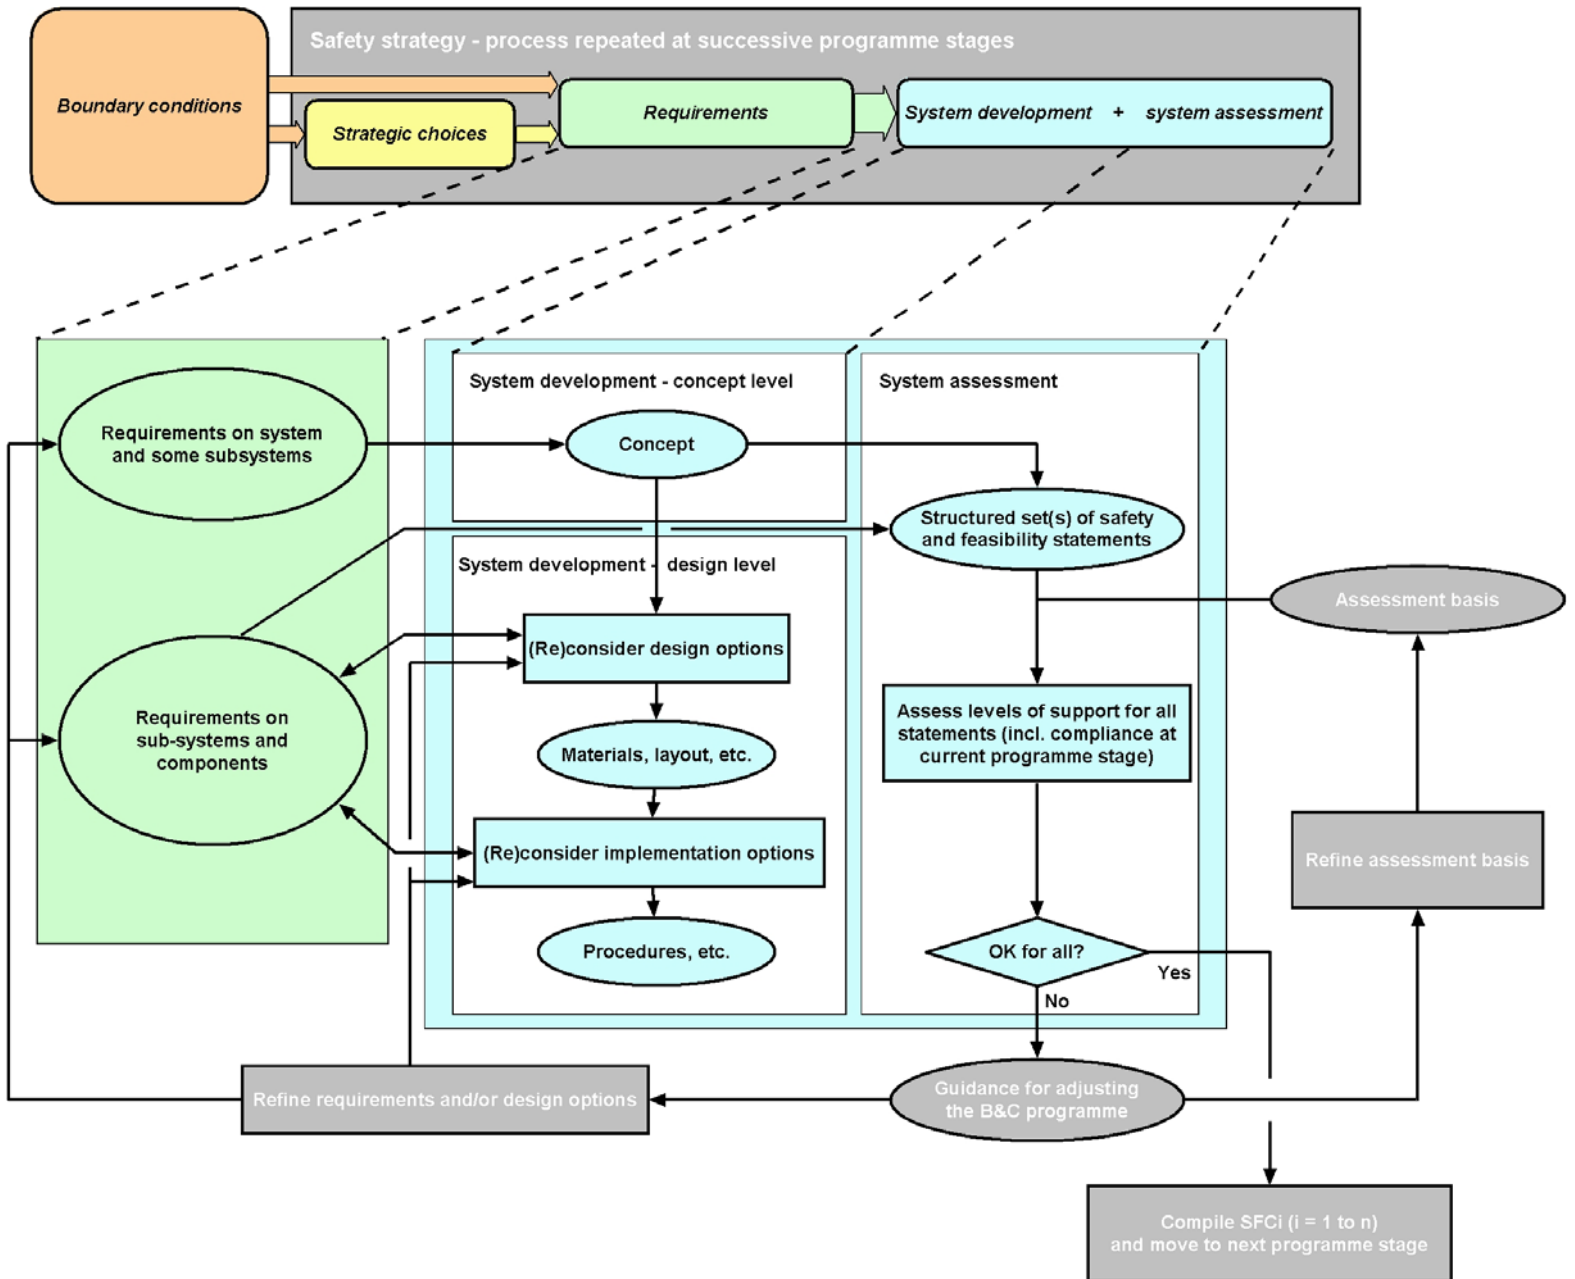 Safety strategy - process repeated at successive programme stages
Boundary conditions
Strategic choices
Requirements
System development + system assessment
System development - concept level
System assessment
Requirements on system
and some subsystems
Concept
Structured set(s) of safety
and feasibility statements
System development - design level
Assessment basis
(Re)consider design options
Requirements on
sub-systems and
components
Assess levels of support for all
statements (incl. compliance at
current programme stage)
Materials, layout, etc.
(Re)consider implementation options
Refine assessment basis
Procedures, etc.
OK for all?
Yes
No
Refine requirements and/or design options
Guidance for adjusting
the B&C programme
Compile SFCi (i = 1 to n)
and move to next programme stage